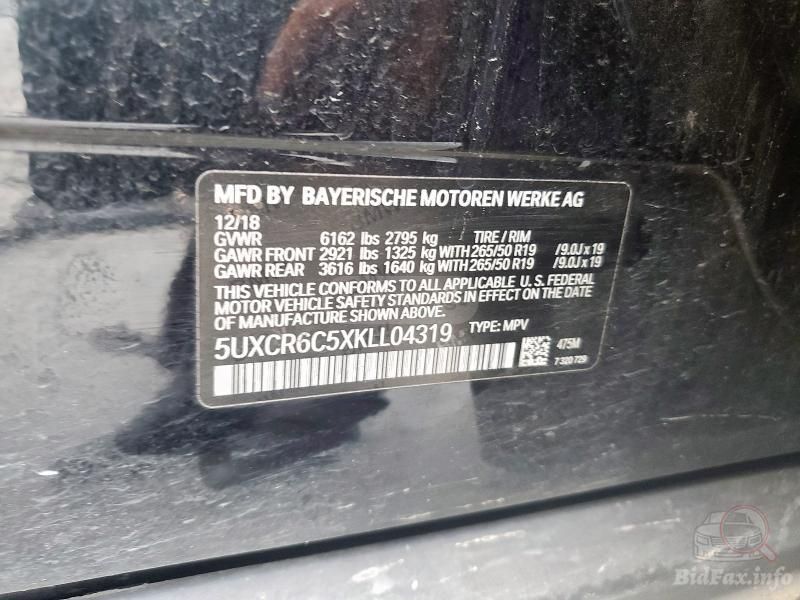 MFD BY BAYERISCHE MOTOREN WERKE AG
12/18
GVWR 6162 lbs 2795 kg TIRE / RIM
GAWR FRONT 2921 lbs 1325 kg WITH 265/50 R19 /9.0J x 19
GAWR REAR 3616 lbs 1640 kg WITH 265/50 R19 /9.0J x 19
THIS VEHICLE CONFORMS TO ALL APPLICABLE U.S. FEDERAL
MOTOR VEHICLE SAFETY STANDARDS IN EFFECT ON THE DATE
OF MANUFACTURE SHOWN ABOVE.
5UXCR6C5XKLL04319 TYPE: MPV
475M
7320729
BidFax.info